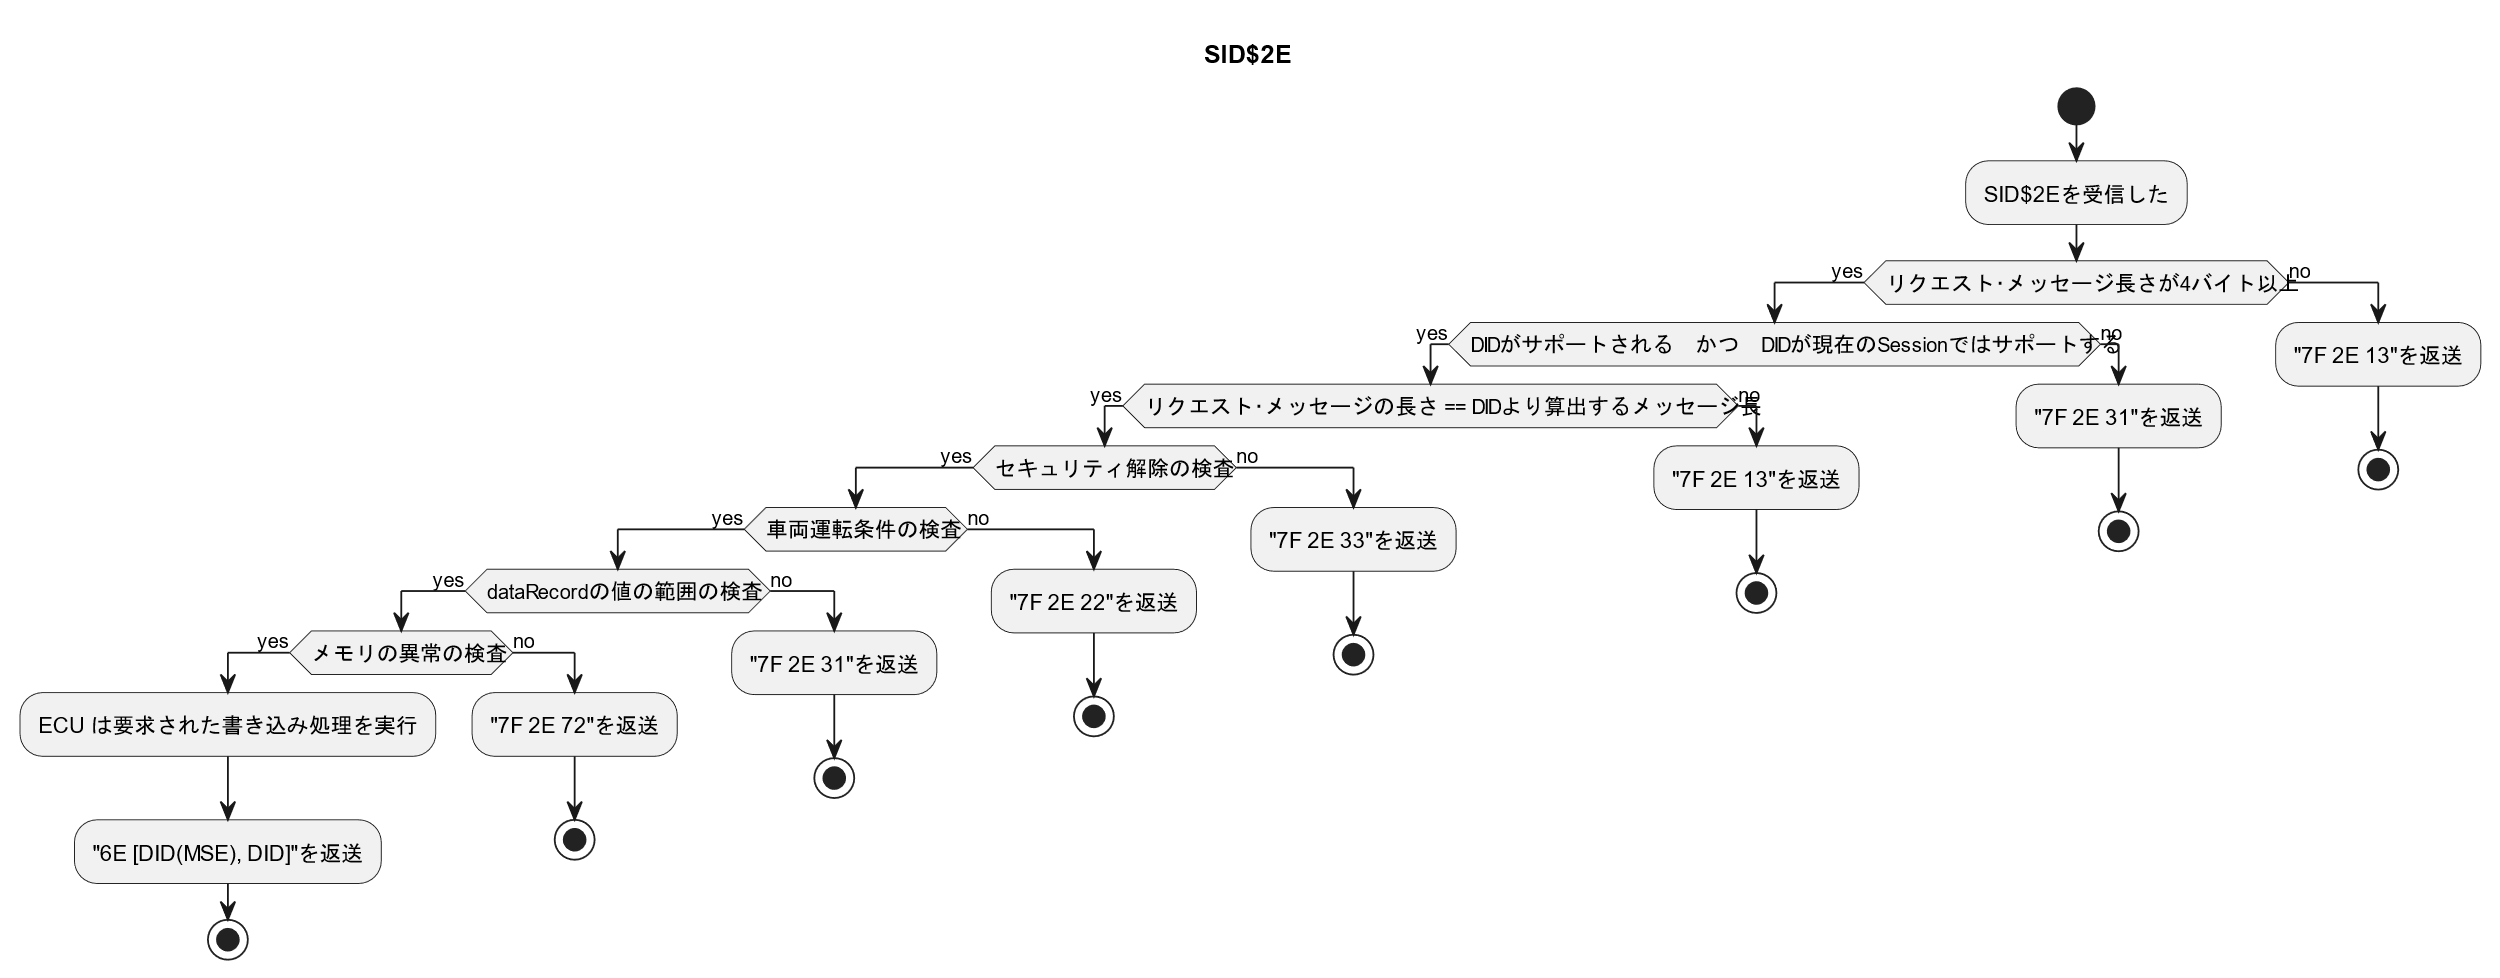 SID$2E
SID$2Eを受信した
リクエスト・メッセージ長さが4バイト以上
yes
no
DIDがサポートされる　かつ　DIDが現在のSessionではサポートする
yes
no
"7F 2E 13"を返送
リクエスト・メッセージの長さ == DIDより算出するメッセージ長
yes
no
"7F 2E 31"を返送
セキュリティ解除の検査
yes
no
"7F 2E 13"を返送
車両運転条件の検査
yes
no
"7F 2E 33"を返送
dataRecordの値の範囲の検査
yes
no
"7F 2E 22"を返送
メモリの異常の検査
yes
no
"7F 2E 31"を返送
ECU は要求された書き込み処理を実行
"7F 2E 72"を返送
"6E [DID(MSE), DID]"を返送